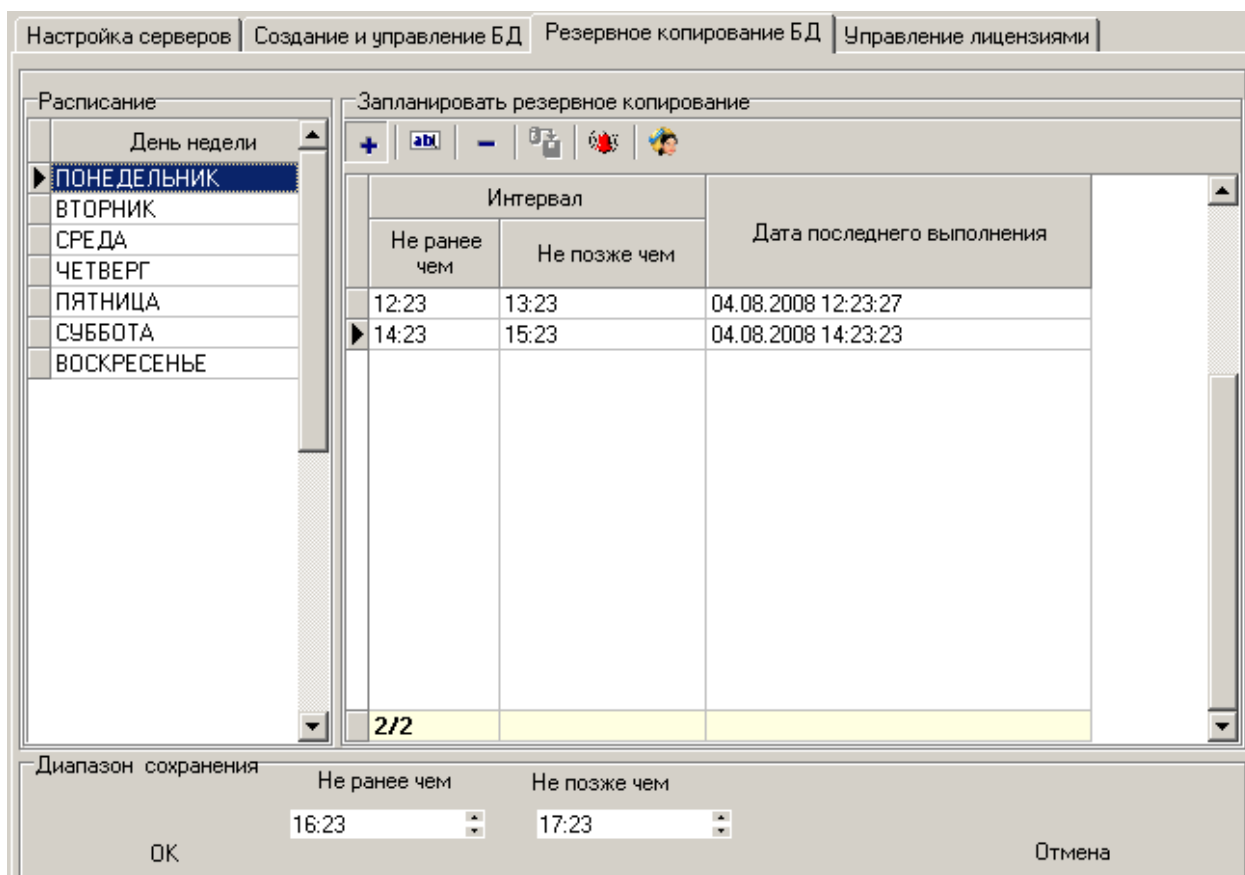 Настройка серверов Создание и управление БД Резервное копирование БД Управление лицензиями
Расписание
День недели
ПОНЕДЕЛЬНИК
ВТОРНИК
СРЕДА
ЧЕТВЕРГ
ПЯТНИЦА
СУББОТА
ВОСКРЕСЕНЬЕ
Запланировать резервное копирование
ab
Интервал
Не ранее
чем
Не позже чем
Дата последнего выполнения
12:23 13:23 04.08.2008 12:23:27
14:23 15:23 04.08.2008 14:23:23
2/2
Диапазон сохранения
Не ранее чем Не позже чем
16:23 17:23
ОК Отмена